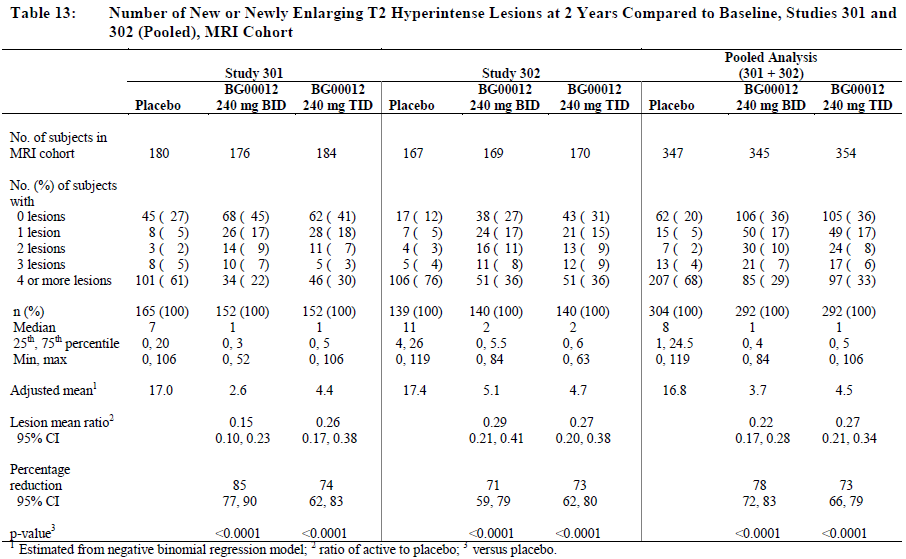 Table 13: Number of New or Newly Enlarging T2 Hyperintense Lesions at 2 Years Compared to Baseline, Studies 301 and
302 (Pooled), MRI Cohort
Pooled Analysis
Study 301 Study 302 (301 + 302)
BG00012 BG00012 BG00012 BG00012 BG00012 BG00012
Placebo 240 mg BID 240 mg TID Placebo 240 mg BID 240 mg TID Placebo 240 mg BID 240 mg TID
No. of subjects in
MRI cohort 180 176 184 167 169 170 347 345 354
No. (%) of subjects
with
0 lesions 45 ( 27) 68 ( 45) 62 ( 41) 17 ( 12) 38 ( 27) 43 ( 31) 62 ( 20) 106 ( 36) 105 ( 36)
1 lesion 8 ( 5) 26 ( 17) 28 ( 18) 7 ( 5) 24 ( 17) 21 ( 15) 15 ( 5) 50 ( 17) 49 ( 17)
2 lesions 3 ( 2) 14 ( 9) 11 ( 7) 4 ( 3) 16 ( 11) 13 ( 9) 7 ( 2) 30 ( 10) 24 ( 8)
3 lesions 8 ( 5) 10 ( 7) 5 ( 3) 5 ( 4) 11 ( 8) 12 ( 9) 13 ( 4) 21 ( 7) 17 ( 6)
4 or more lesions 101 ( 61) 34 ( 22) 46 ( 30) 106 ( 76) 51 ( 36) 51 ( 36) 207 ( 68) 85 ( 29) 97 ( 33)
n (%) 165 (100) 152 (100) 152 (100) 139 (100) 140 (100) 140 (100) 304 (100) 292 (100) 292 (100)
Median 7 1 1 11 2 2 8 1 1
25th, 75th percentile 0, 20 0, 3 0, 5 4, 26 0, 5.5 0, 6 1, 24.5 0, 4 0, 5
Min, max 0, 106 0, 52 0, 106 0, 119 0, 84 0, 63 0, 119 0, 84 0, 106
Adjusted mean1 17.0 2.6 4.4 17.4 5.1 4.7 16.8 3.7 4.5
Lesion mean ratio2 0.15 0.26 0.29 0.27 0.22 0.27
95% CI 0.10, 0.23 0.17, 0.38 0.21, 0.41 0.20, 0.38 0.17, 0.28 0.21, 0.34
Percentage
reduction 85 74 71 73 78 73
95% CI 77, 90 62, 83 59, 79 62, 80 72, 83 66, 79
p-value3 <0.0001 <0.0001 <0.0001 <0.0001 <0.0001 <0.0001
1 Estimated from negative binomial regression model; 2 ratio of active to placebo; 3 versus placebo.